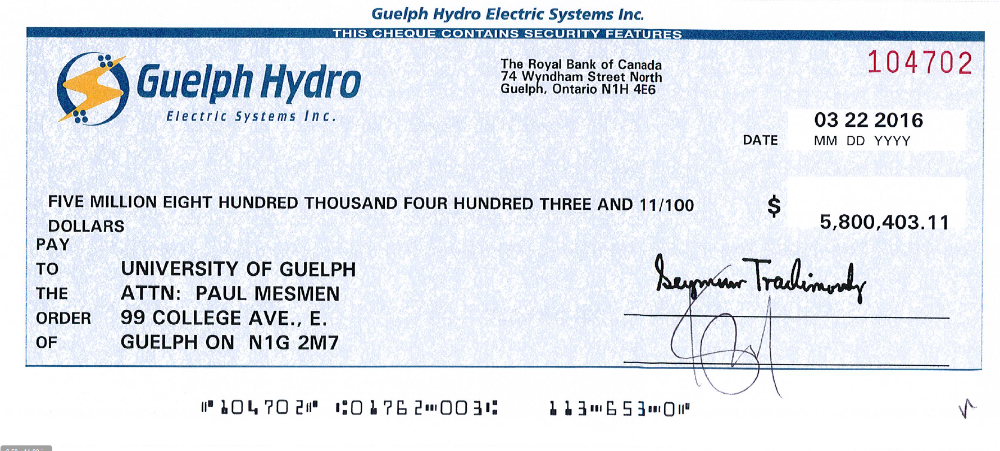 Guelph Hydro Electric Systems Inc.
THIS CHEQUE CONTAINS SECURITY FEATURES
Guelph Hydro
Electric Systems Inc.
The Royal Bank of Canada
74 Wyndham Street North
Guelph, Ontario N1H 4E6
104702
03 22 2016
DATE MM DD YYYY
FIVE MILLION EIGHT HUNDRED THOUSAND FOUR HUNDRED THREE AND 11/100 $
DOLLARS 5,800,403.11
PAY
TO UNIVERSITY OF GUELPH
THE ATTN: PAUL MESMEN
ORDER 99 COLLEGE AVE., E.
OF GUELPH ON N1G 2M7
Seymour
⑈104702⑈ ⑆01762⑉003⑆ 113⑉653⑉0⑈